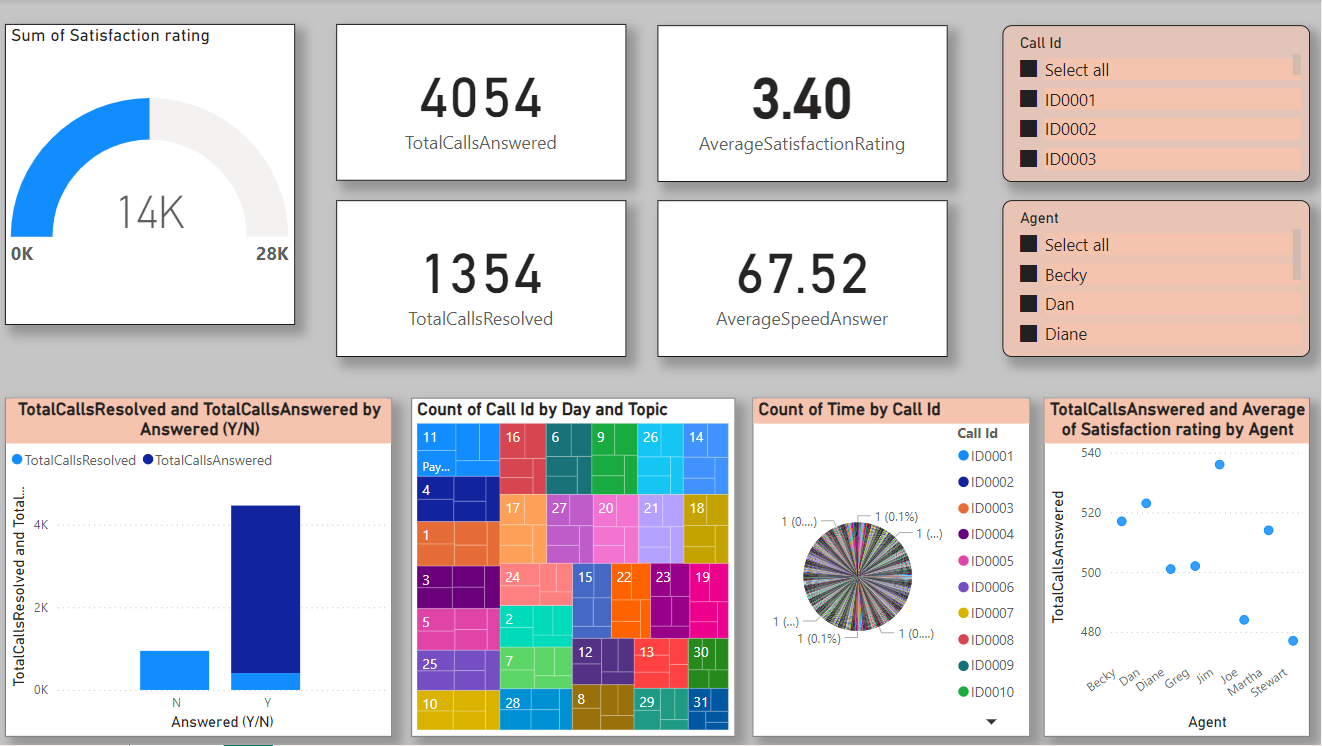 Sum of Satisfaction rating
14K
0K
28K
4054
TotalCallsAnswered
3.40
AverageSatisfactionRating
1354
TotalCallsResolved
67.52
AverageSpeedAnswer
Call Id
Select all
ID0001
ID0002
ID0003
Agent
Select all
Becky
Dan
Diane
TotalCallsResolved and TotalCallsAnswered by
Answered (Y/N)
TotalCallsResolved TotalCallsAnswered
TotalCallsResolved and Total...
4K
2K
0K
N Y
Answered (Y/N)
Count of Call Id by Day and Topic
11 16 6 9 26 14
Pay...
4
17 27 20 21 18
1
3 24 15 22 23 19
5 2
25 7 12 13 30
10 28 8 29 31
Count of Time by Call Id
Call Id
ID0001
ID0002
ID0003
ID0004
ID0005
ID0006
ID0007
ID0008
ID0009
ID0010
1 (0....)
1 (0.1%)
1 (...)
1 (...)
1 (0.1%)
1 (0....)
TotalCallsAnswered and Average
of Satisfaction rating by Agent
TotalCallsAnswered
540
520
500
480
Becky
Dan
Diane
Greg
Jim
Joe
Martha
Stewart
Agent